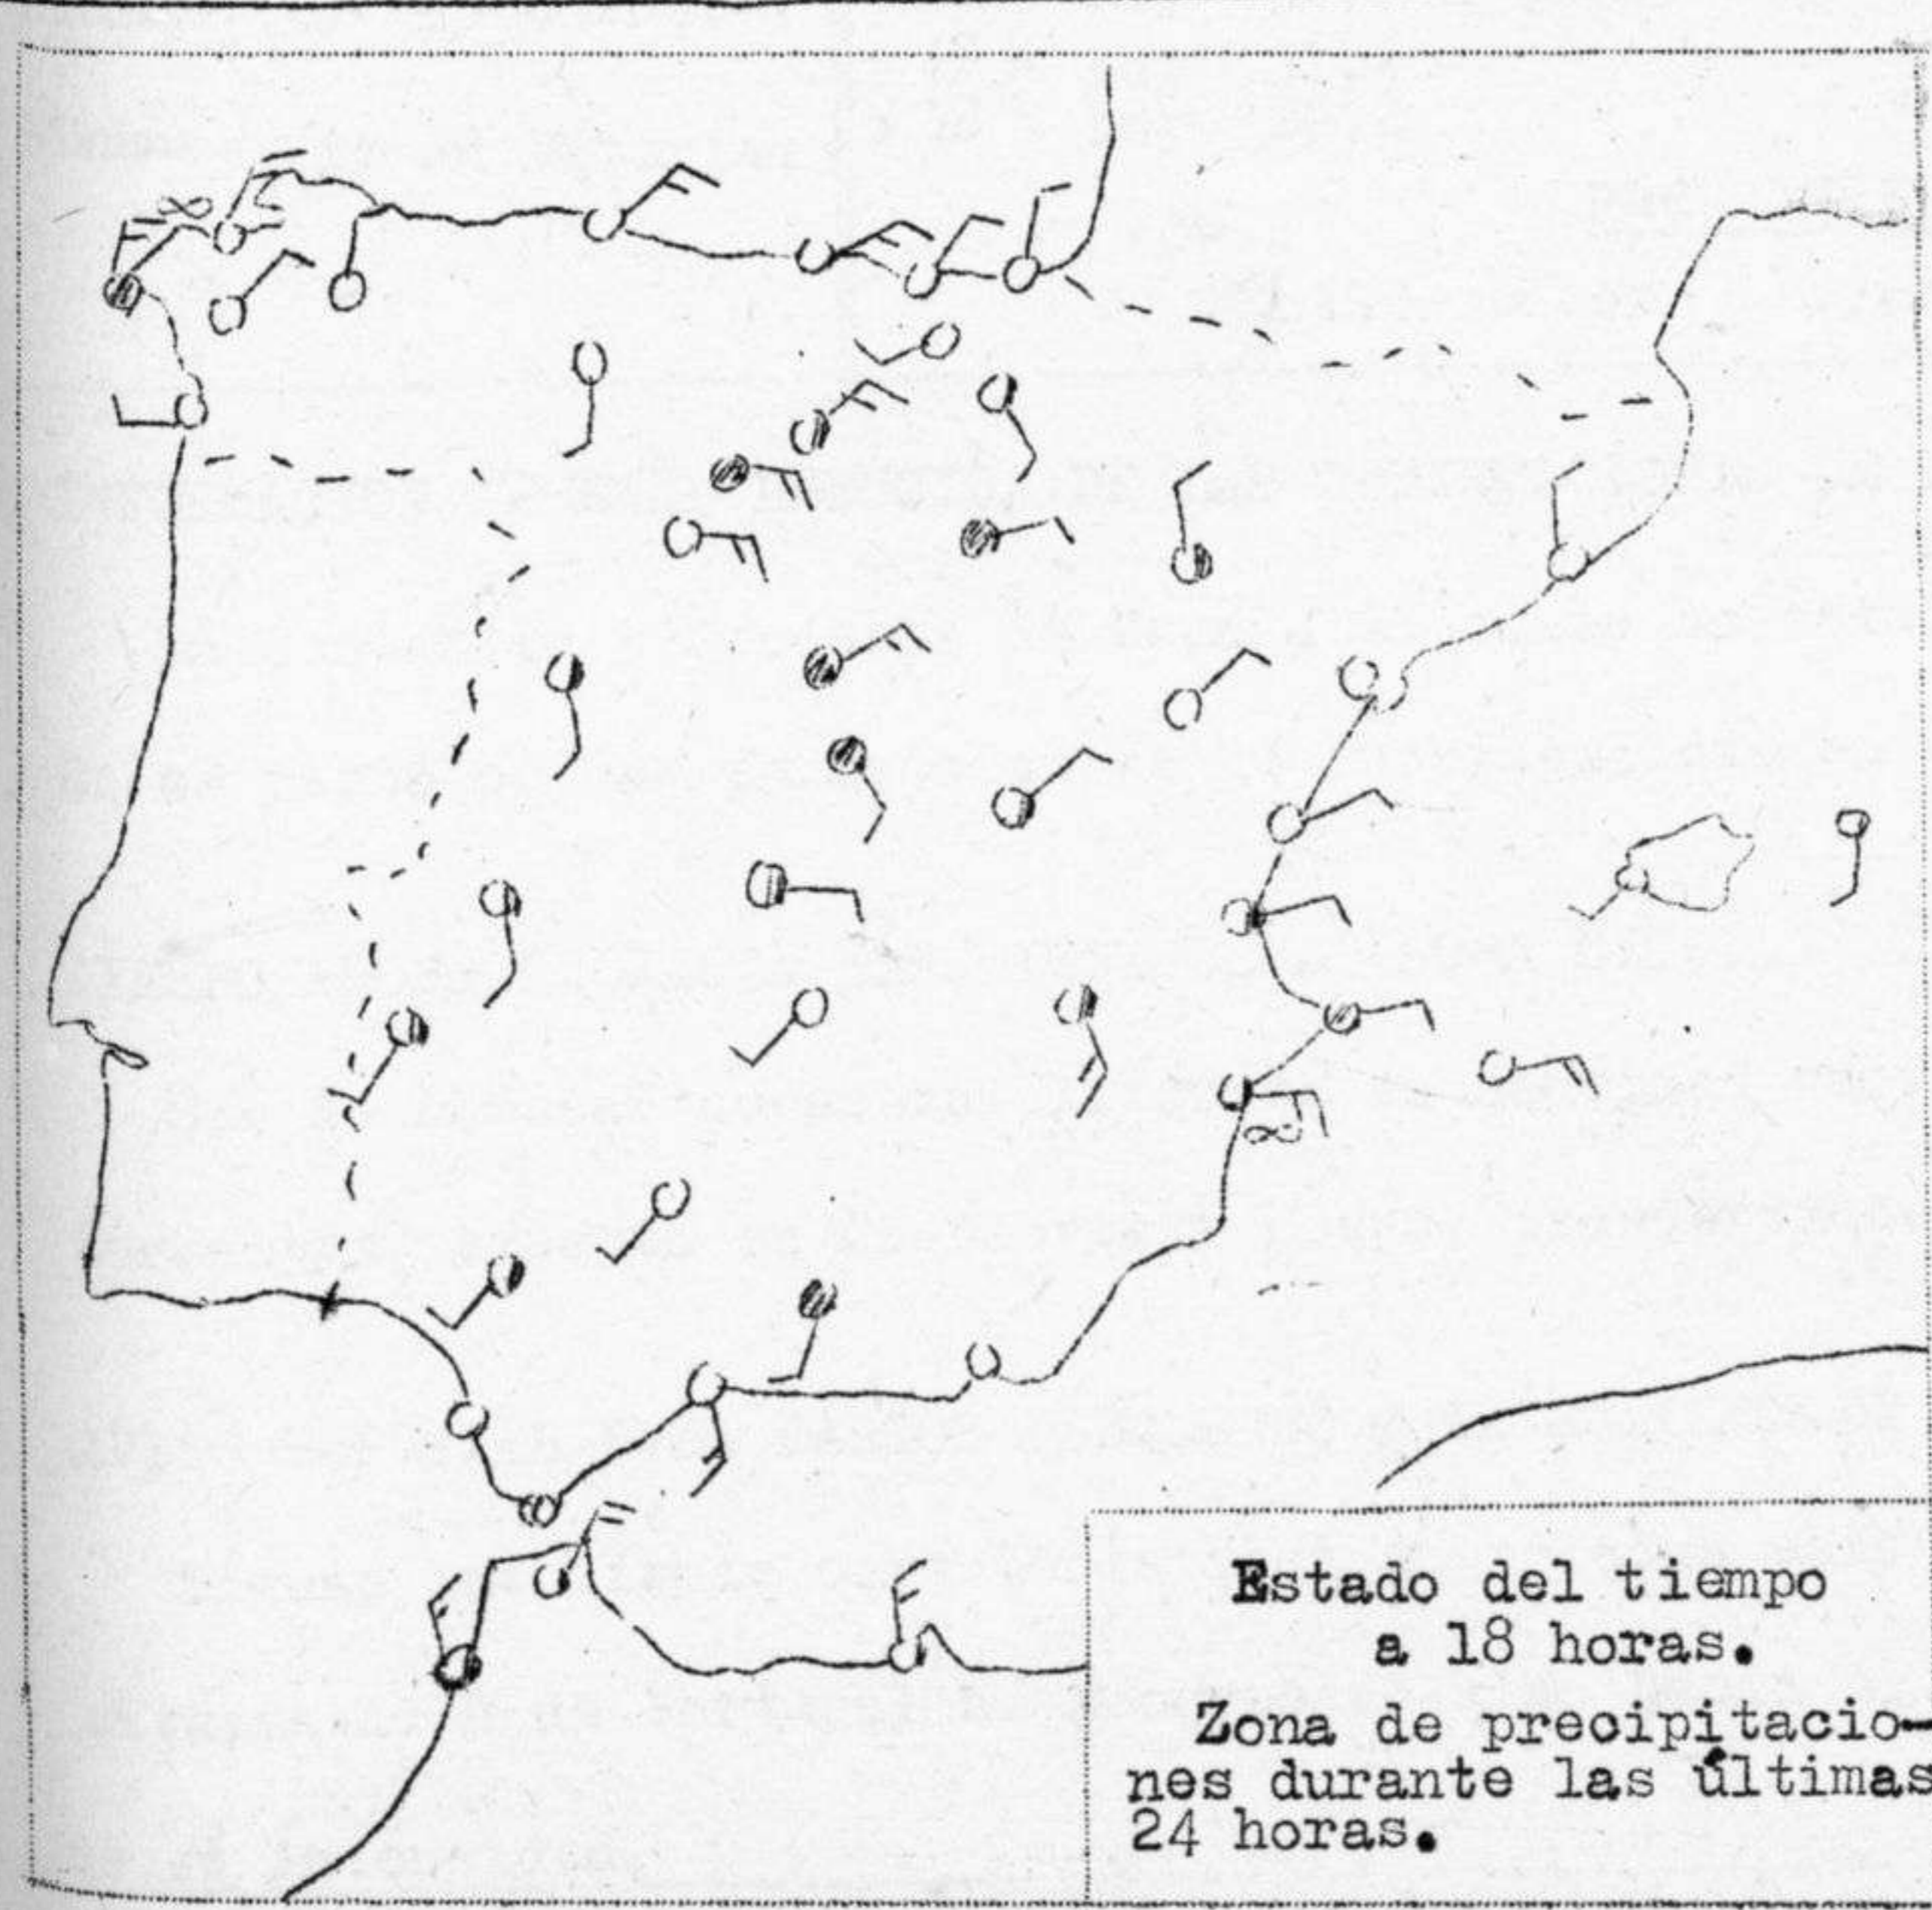 Estado del tiempo
a 18 horas.
Zona de precipitacio-
nes durante las últimas
24 horas.